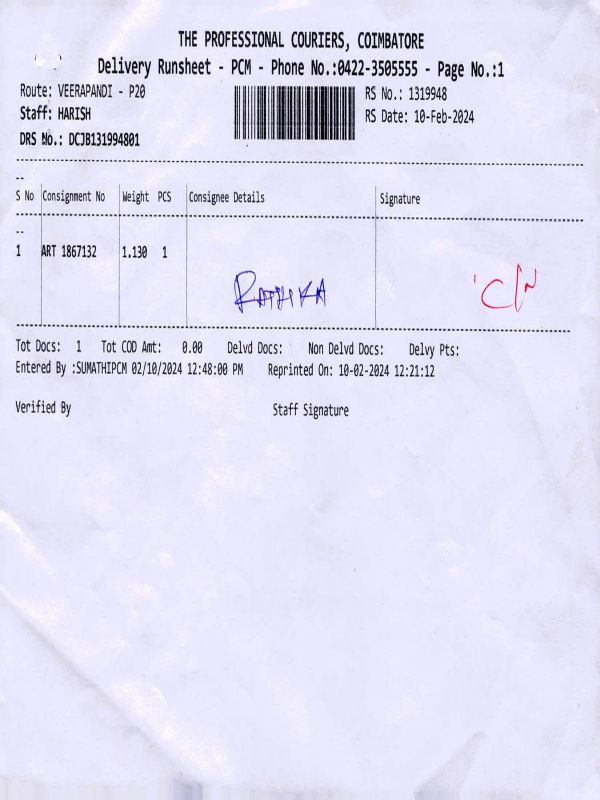 THE PROFESSIONAL COURIERS, COIMBATORE
Delivery Runsheet - PCM - Phone No.:0422-3505555 - Page No.:1
Route: VEERAPANDI - P20 RS No.: 1319948
Staff: HARISH RS Date: 10-Feb-2024
DRS No.: DCJB131994801
--
S No Consignment No Weight PCS Consignee Details Signature
--
1 ART 1867132 1.130 1
RATHIKA
Tot Docs: 1 Tot COD Amt: 0.00 Delvd Docs: Non Delvd Docs: Delvy Pts:
Entered By :SUMATHIPCM 02/10/2024 12:48:00 PM Reprinted On: 10-02-2024 12:21:12
Verified By Staff Signature